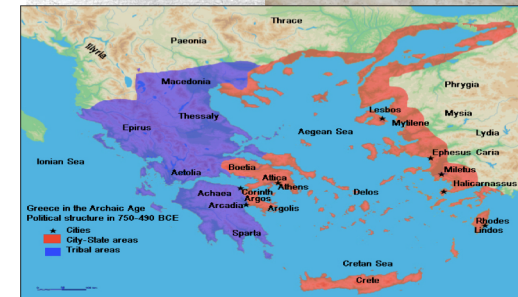 Thrace
Paeonia
Illyria
Macedonia
Phrygia
Thessaly
Lesbos
Mysia
Mytilene
Epirus
Aegean Sea
Lydia
Ionian Sea
Ephesus Caria
Aetolia
Boetia
Attica
Miletus
Achaea
Corinth
Athens
Delos
Halicarnassus
Argos
Arcadia
Argolis
Greece in the Archaic Age
Political structure in 750-490 BCE
Cities
City-State areas
Tribal areas
Sparta
Rhodes
Lindos
Cretan Sea
Crete